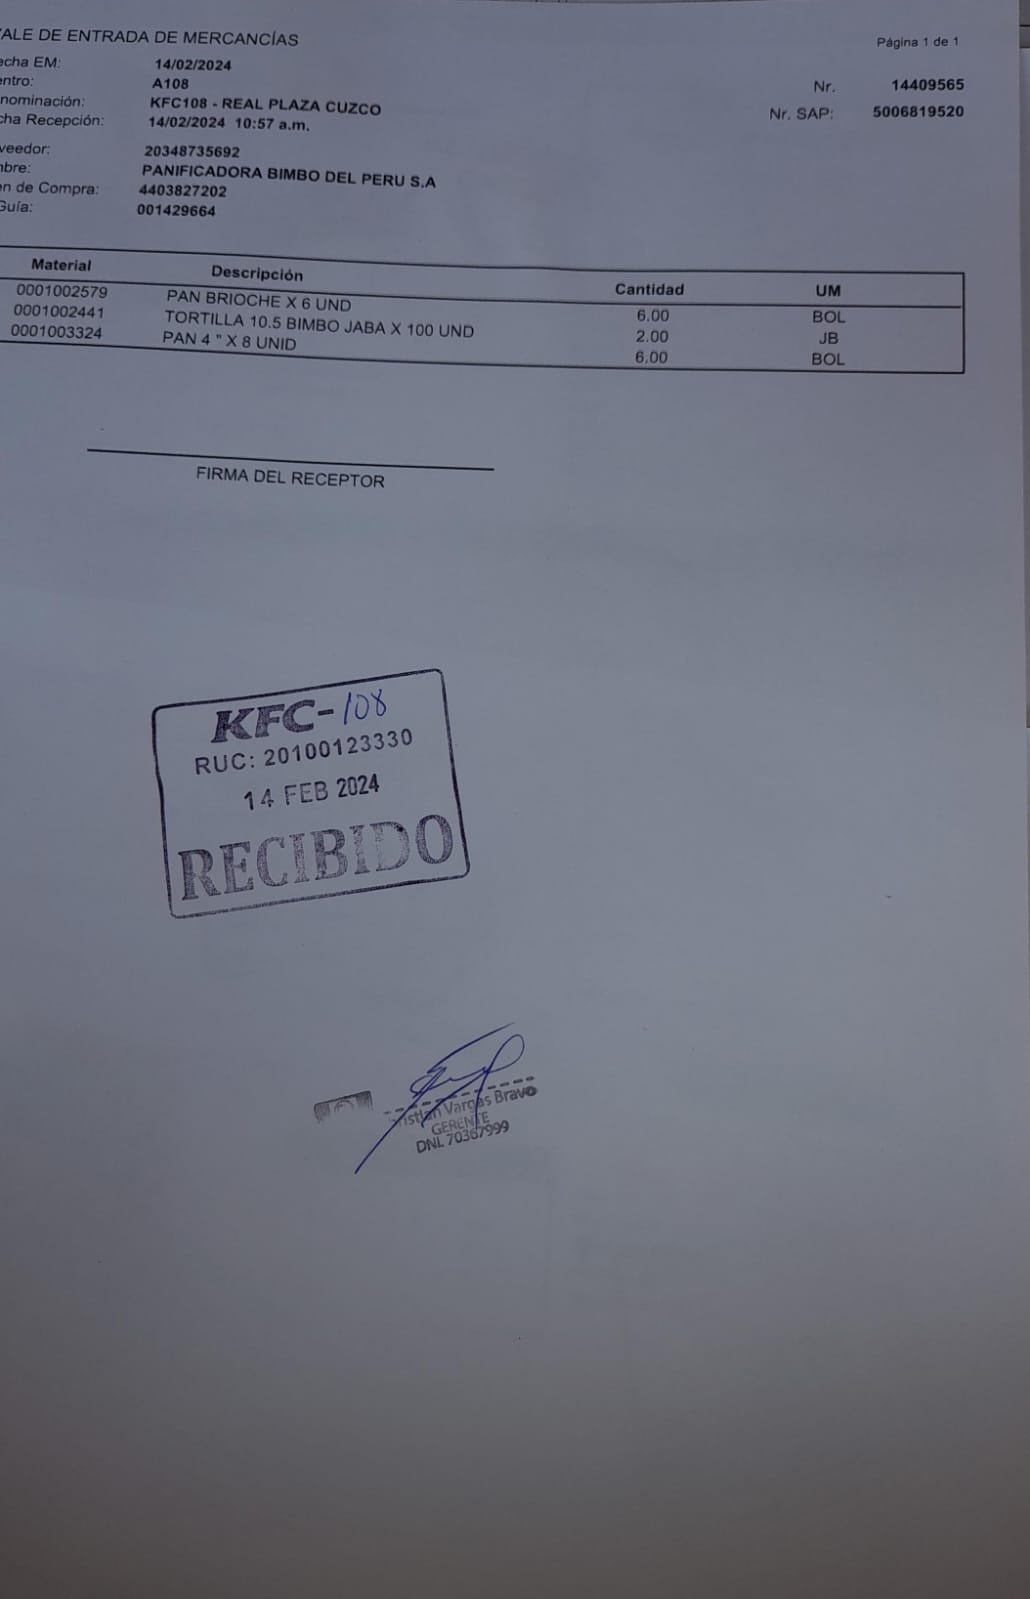 VALE DE ENTRADA DE MERCANCÍAS
Página 1 de 1
echa EM: 14/02/2024
entro: A108
Nr. 14409565
nominación: KFC108 - REAL PLAZA CUZCO
Nr. SAP: 5006819520
cha Recepción: 14/02/2024 10:57 a.m.
veedor: 20348735692
mbre: PANIFICADORA BIMBO DEL PERU S.A
en de Compra: 4403827202
Guía: 001429664
Material Descripción Cantidad UM
0001002579 PAN BRIOCHE X 6 UND 6.00 BOL
0001002441 TORTILLA 10.5 BIMBO JABA X 100 UND 2.00 JB
0001003324 PAN 4 " X 8 UNID 6.00 BOL
FIRMA DEL RECEPTOR
KFC-108
RUC: 20100123330
14 FEB 2024
RECIBIDO
istian Vargas Bravo
GERENTE
DNI. 70367999